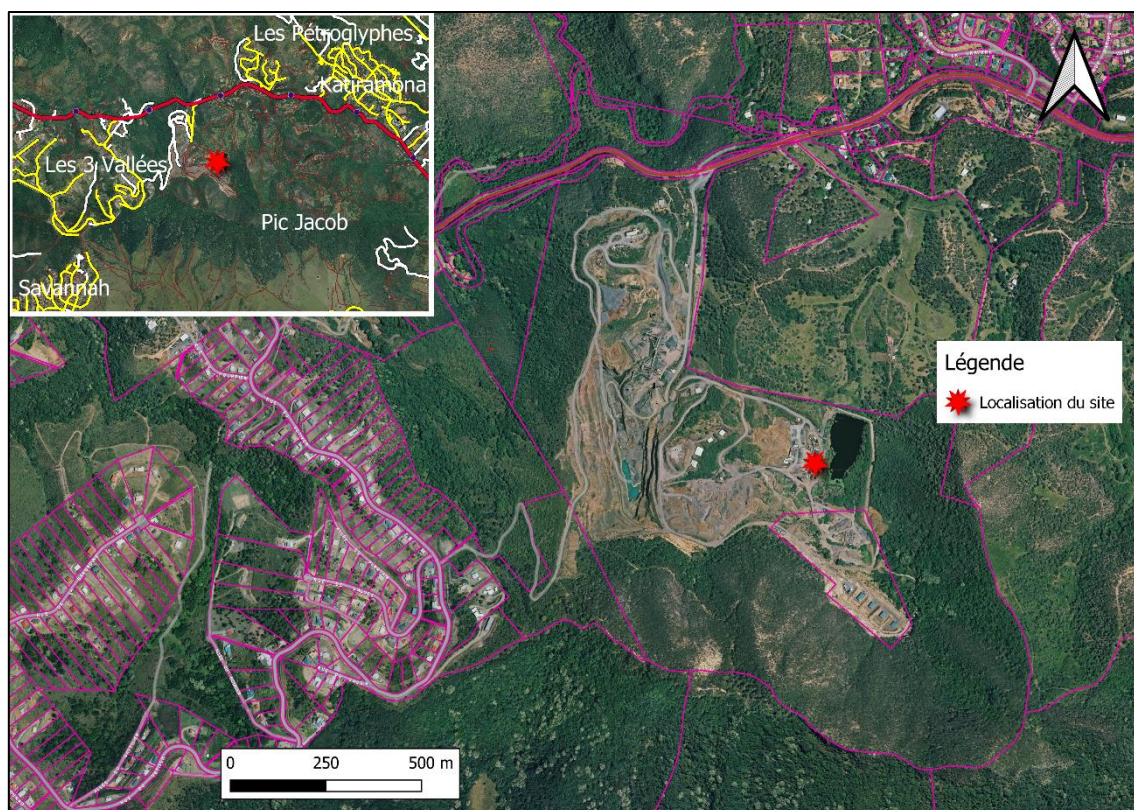 Les Pétroglyphes
Katiramona
Les 3 Vallées
Pic Jacob
Savannah
Légende
Localisation du site
0 250 500 m